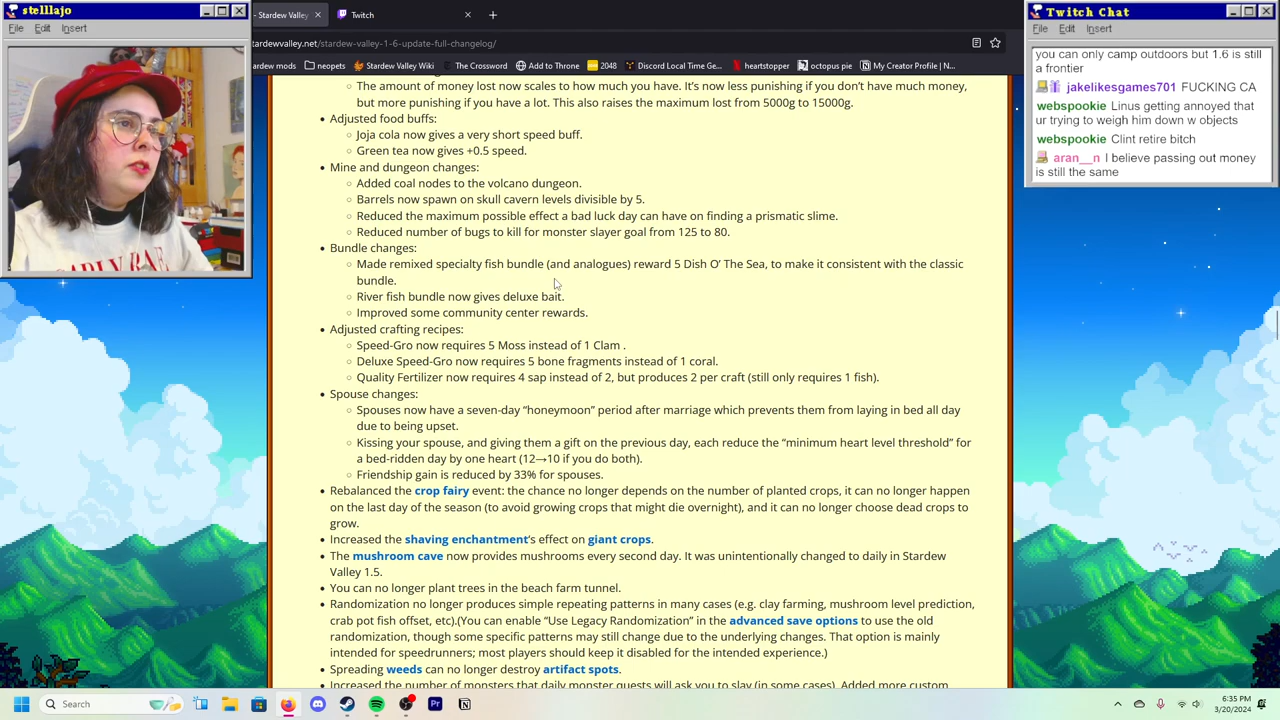 stelllajo
File Edit Insert
- Stardew Valley
Twitch
tardewvalley.net/stardew-valley-1-6-update-full-changelog/
dew mods
neopets
Stardew Valley Wiki
The Crossword
Add to Throne
2048
Discord Local Time Ge...
heartstopper
octopus pie
My Creator Profile | N...
The amount of money lost now scales to how much you have. It's now less punishing if you don't have much money,
but more punishing if you have a lot. This also raises the maximum lost from 5000g to 15000g.
Adjusted food buffs:
Joja cola now gives a very short speed buff.
Green tea now gives +0.5 speed.
Mine and dungeon changes:
Added coal nodes to the volcano dungeon.
Barrels now spawn on skull cavern levels divisible by 5.
Reduced the maximum possible effect a bad luck day can have on finding a prismatic slime.
Reduced number of bugs to kill for monster slayer goal from 125 to 80.
Bundle changes:
Made remixed specialty fish bundle (and analogues) reward 5 Dish O' The Sea, to make it consistent with the classic
bundle.
River fish bundle now gives deluxe bait.
Improved some community center rewards.
Adjusted crafting recipes:
Speed-Gro now requires 5 Moss instead of 1 Clam .
Deluxe Speed-Gro now requires 5 bone fragments instead of 1 coral.
Quality Fertilizer now requires 4 sap instead of 2, but produces 2 per craft (still only requires 1 fish).
Spouse changes:
Spouses now have a seven-day "honeymoon" period after marriage which prevents them from laying in bed all day
due to being upset.
Kissing your spouse, and giving them a gift on the previous day, each reduce the "minimum heart level threshold" for
a bed-ridden day by one heart (12→10 if you do both).
Friendship gain is reduced by 33% for spouses.
Rebalanced the crop fairy event: the chance no longer depends on the number of planted crops, it can no longer happen
on the last day of the season (to avoid growing crops that might die overnight), and it can no longer choose dead crops to
grow.
Increased the shaving enchantment's effect on giant crops.
The mushroom cave now provides mushrooms every second day. It was unintentionally changed to daily in Stardew
Valley 1.5.
You can no longer plant trees in the beach farm tunnel.
Randomization no longer produces simple repeating patterns in many cases (e.g. clay farming, mushroom level prediction,
crab pot fish offset, etc).(You can enable "Use Legacy Randomization" in the advanced save options to use the old
randomization, though some specific patterns may still change due to the underlying changes. That option is mainly
intended for speedrunners; most players should keep it disabled for the intended experience.)
Spreading weeds can no longer destroy artifact spots.
Increased the number of monsters that daily monster quests will ask you to slay (in some cases). Added more custom
Twitch Chat
File Edit Insert
you can only camp outdoors but 1.6 is still
a frontier
jakelikesgames701 FUCKING CA
webspookie Linus getting annoyed that
ur trying to weigh him down w objects
webspookie Clint retire bitch
aran__n I believe passing out money
is still the same
Search
6:35 PM
3/20/2024